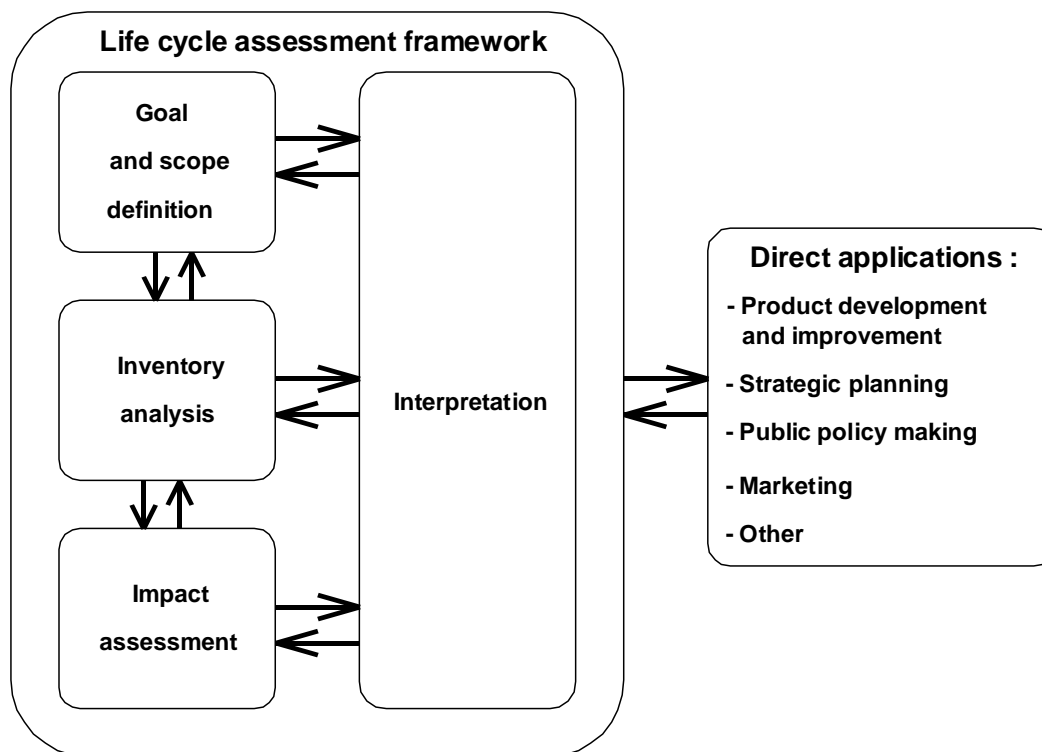 Life cycle assessment framework
Goal
and scope
definition
Inventory
analysis
Impact
assessment
Interpretation
Direct applications :
- Product development
and improvement
- Strategic planning
- Public policy making
- Marketing
- Other